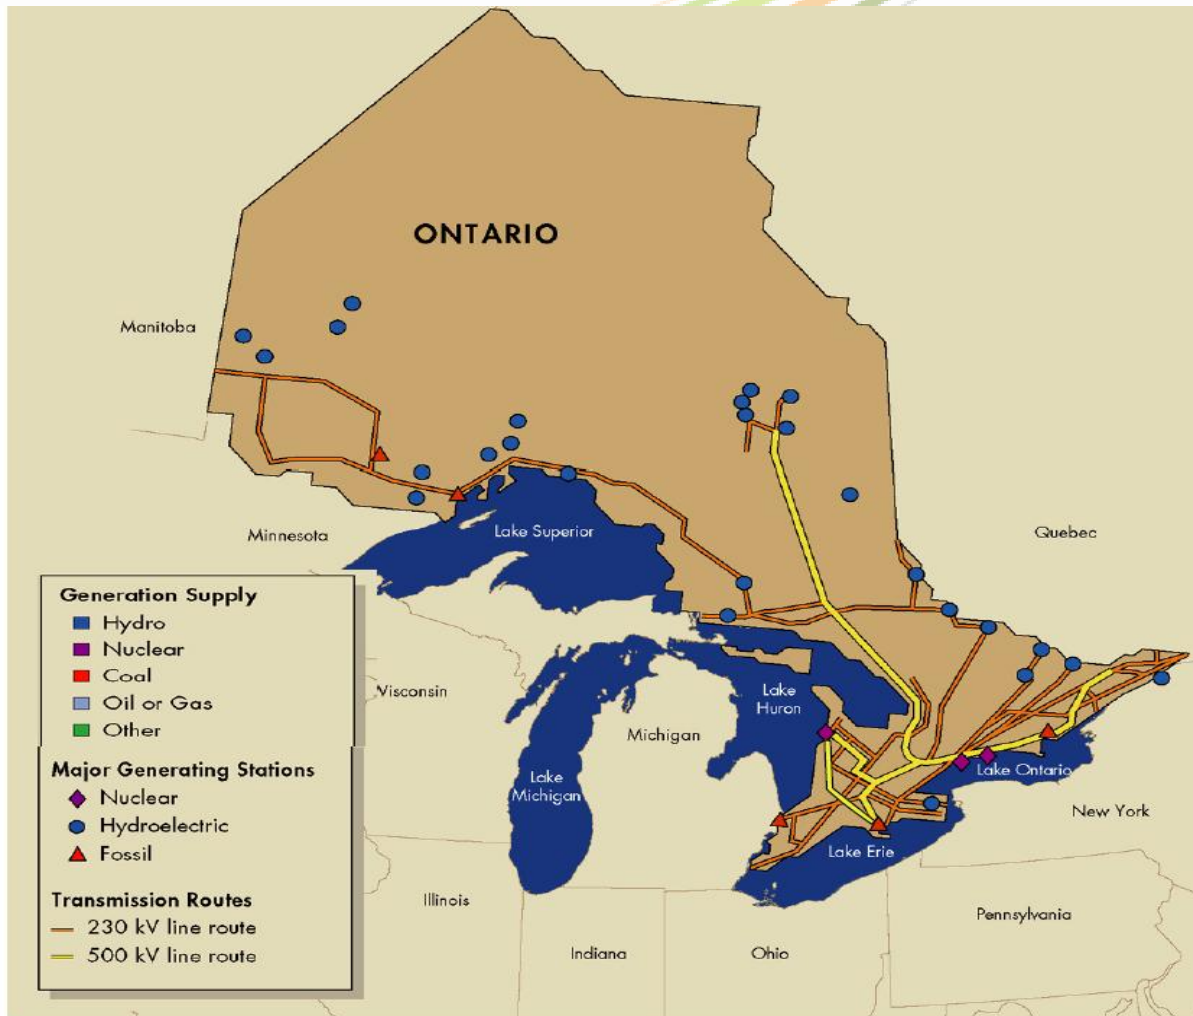 ONTARIO
Manitoba
Minnesota
Lake Superior
Quebec
Generation Supply
Hydro
Nuclear
Coal
Oil or Gas
Other
Major Generating Stations
Nuclear
Hydroelectric
Fossil
Transmission Routes
230 kV line route
500 kV line route
Wisconsin
Lake
Huron
Michigan
Lake
Michigan
Lake Ontario
New York
Lake Erie
Illinois
Indiana
Ohio
Pennsylvania